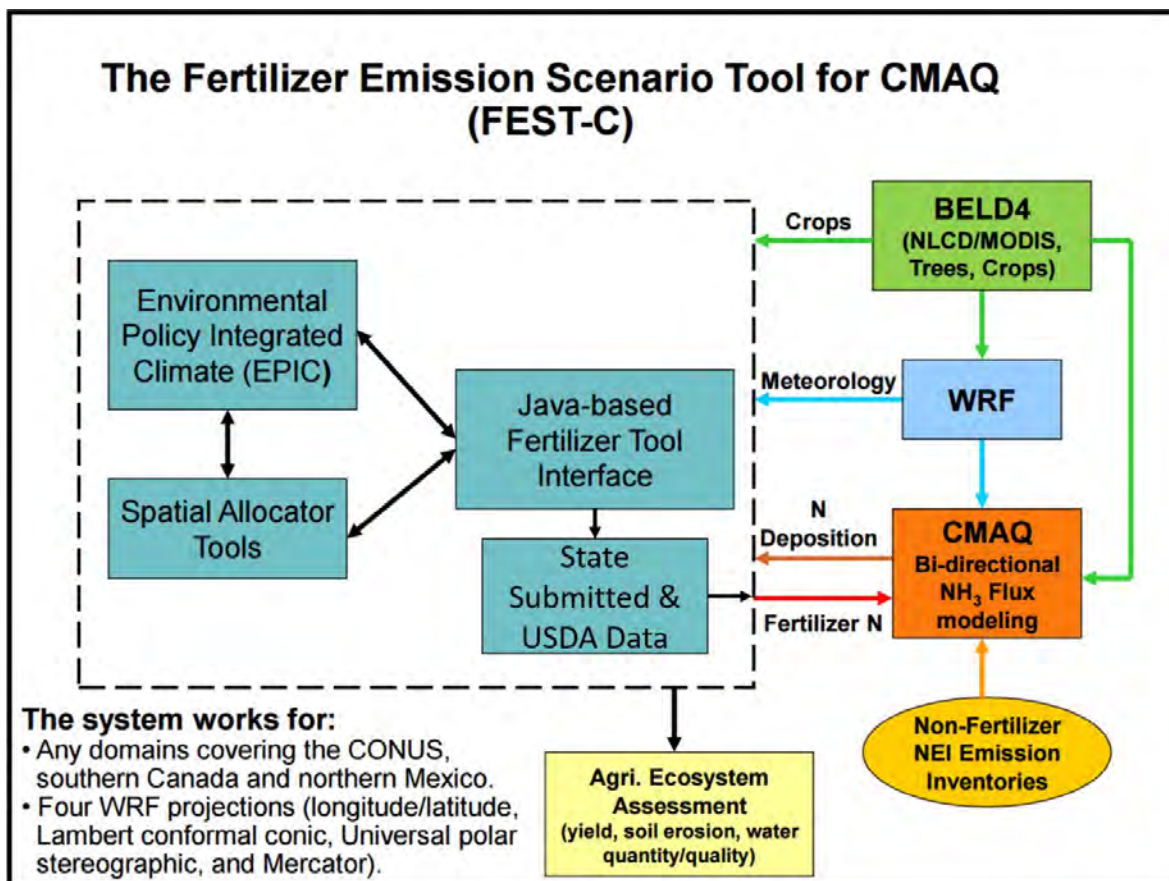 The Fertilizer Emission Scenario Tool for CMAQ
(FEST-C)
Environmental
Policy Integrated
Climate (EPIC)
Spatial Allocator
Tools
Java-based
Fertilizer Tool
Interface
State
Submitted &
USDA Data
Crops
Meteorology
N
Deposition
Fertilizer N
BELD4
(NLCD/MODIS,
Trees, Crops)
WRF
CMAQ
Bi-directional
NH₃ Flux
modeling
Non-Fertilizer
NEI Emission
Inventories
The system works for:
• Any domains covering the CONUS,
southern Canada and northern Mexico.
• Four WRF projections (longitude/latitude,
Lambert conformal conic, Universal polar
stereographic, and Mercator).
Agri. Ecosystem
Assessment
(yield, soil erosion, water
quantity/quality)